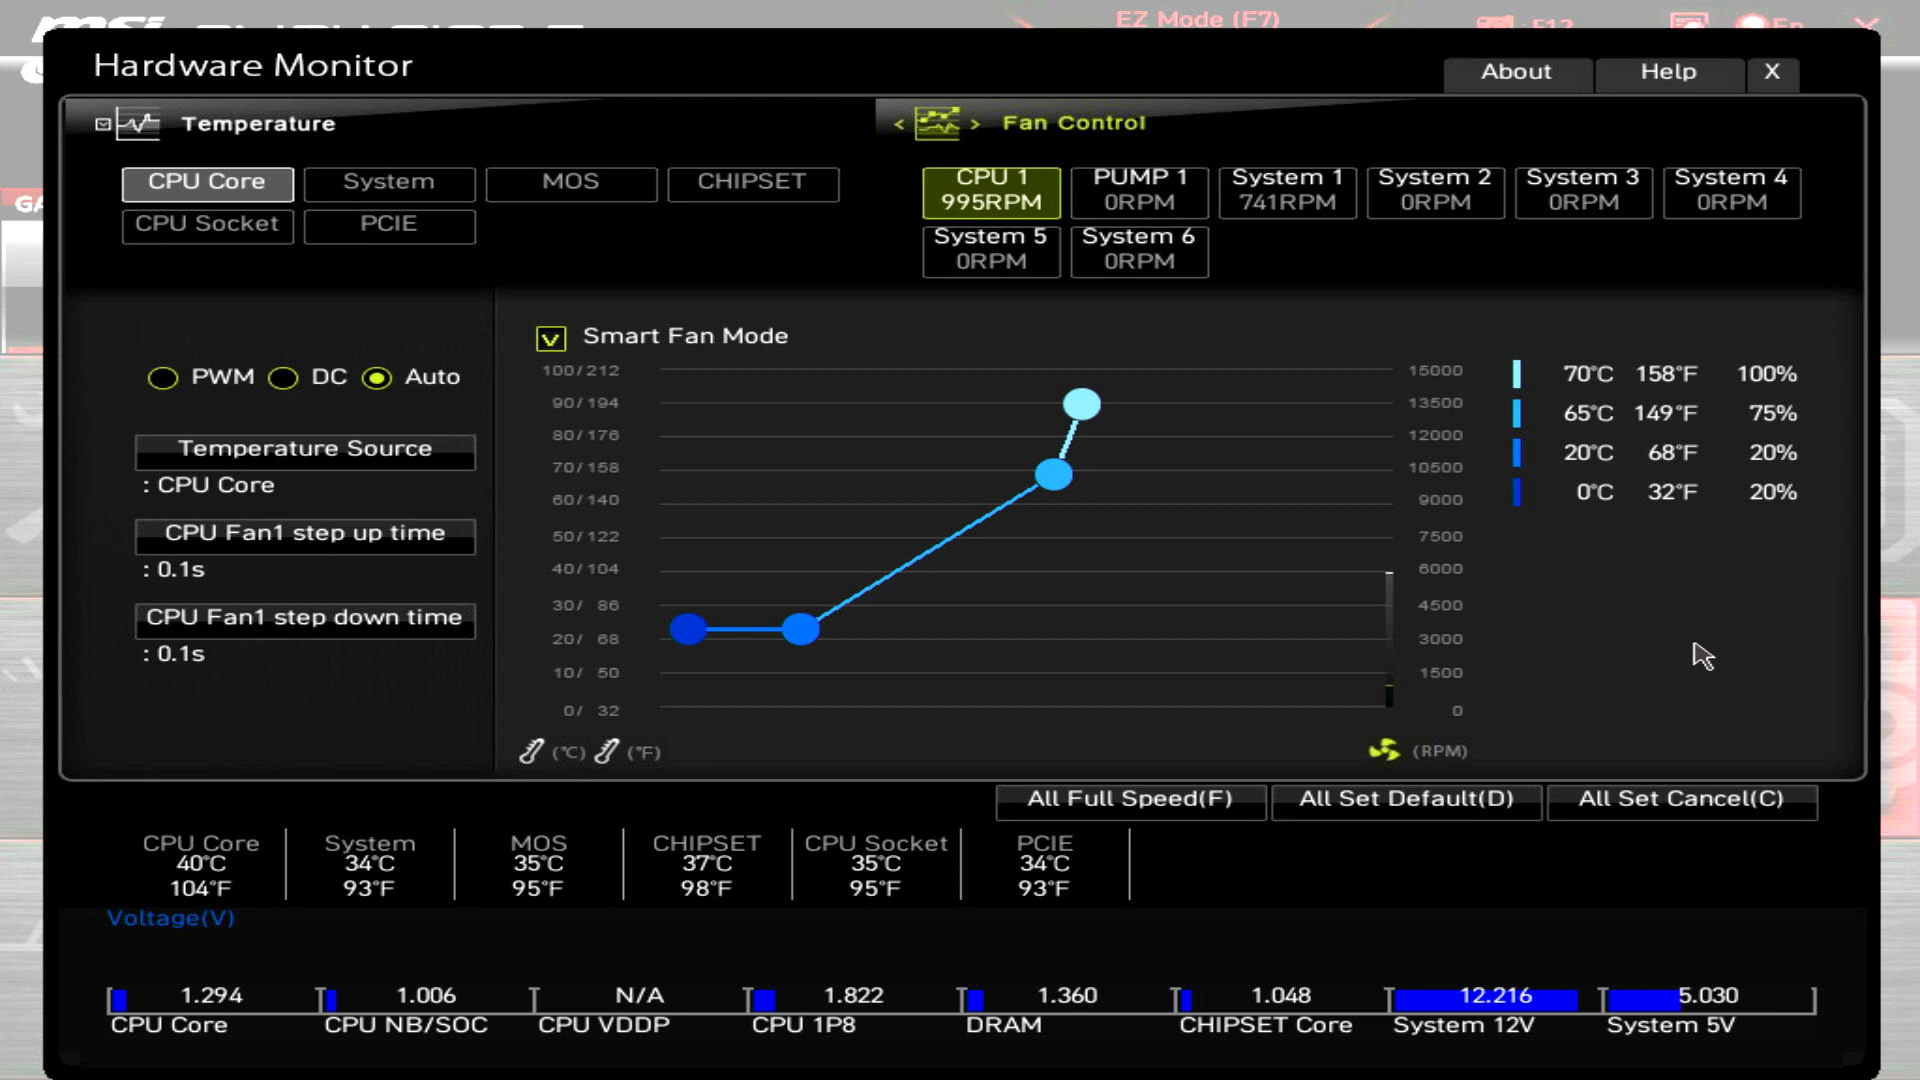 msi
EZ Mode (F7)
: F12
En
X
Hardware Monitor
About
Help
X
Temperature
< > Fan Control
CPU Core
System
MOS
CHIPSET
CPU Socket
PCIE
CPU 1
995RPM
PUMP 1
0RPM
System 1
741RPM
System 2
0RPM
System 3
0RPM
System 4
0RPM
System 5
0RPM
System 6
0RPM
GA
V Smart Fan Mode
PWM
DC
Auto
Temperature Source
: CPU Core
CPU Fan1 step up time
: 0.1s
CPU Fan1 step down time
: 0.1s
100/212
90/194
80/176
70/158
60/140
50/122
40/104
30/ 86
20/ 68
10/ 50
0/ 32
(°C) (°F)
15000
13500
12000
10500
9000
7500
6000
4500
3000
1500
0
(RPM)
70°C 158°F 100%
65°C 149°F 75%
20°C 68°F 20%
0°C 32°F 20%
All Full Speed(F)
All Set Default(D)
All Set Cancel(C)
CPU Core
40°C
104°F
System
34°C
93°F
MOS
35°C
95°F
CHIPSET
37°C
98°F
CPU Socket
35°C
95°F
PCIE
34°C
93°F
Voltage(V)
1.294
CPU Core
1.006
CPU NB/SOC
N/A
CPU VDDP
1.822
CPU 1P8
1.360
DRAM
1.048
CHIPSET Core
12.216
System 12V
5.030
System 5V